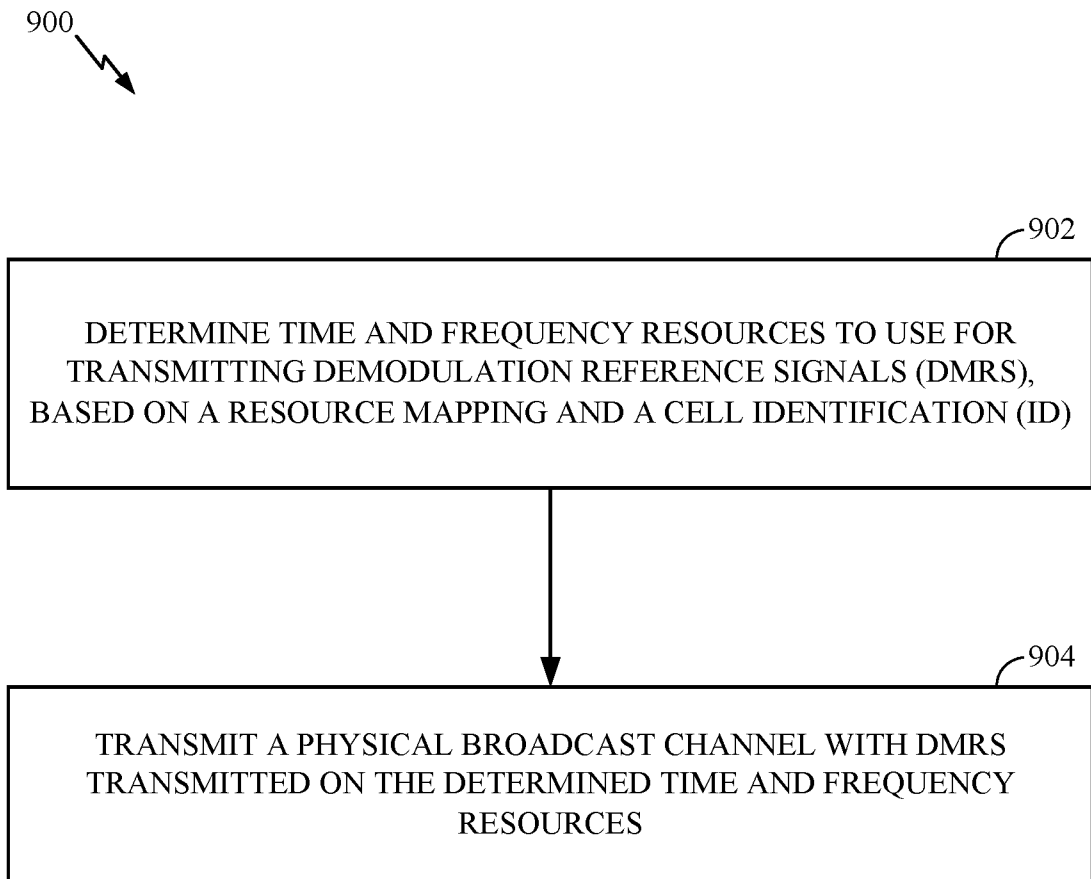 900
902
DETERMINE TIME AND FREQUENCY RESOURCES TO USE FOR
TRANSMITTING DEMODULATION REFERENCE SIGNALS (DMRS),
BASED ON A RESOURCE MAPPING AND A CELL IDENTIFICATION (ID)
904
TRANSMIT A PHYSICAL BROADCAST CHANNEL WITH DMRS
TRANSMITTED ON THE DETERMINED TIME AND FREQUENCY
RESOURCES